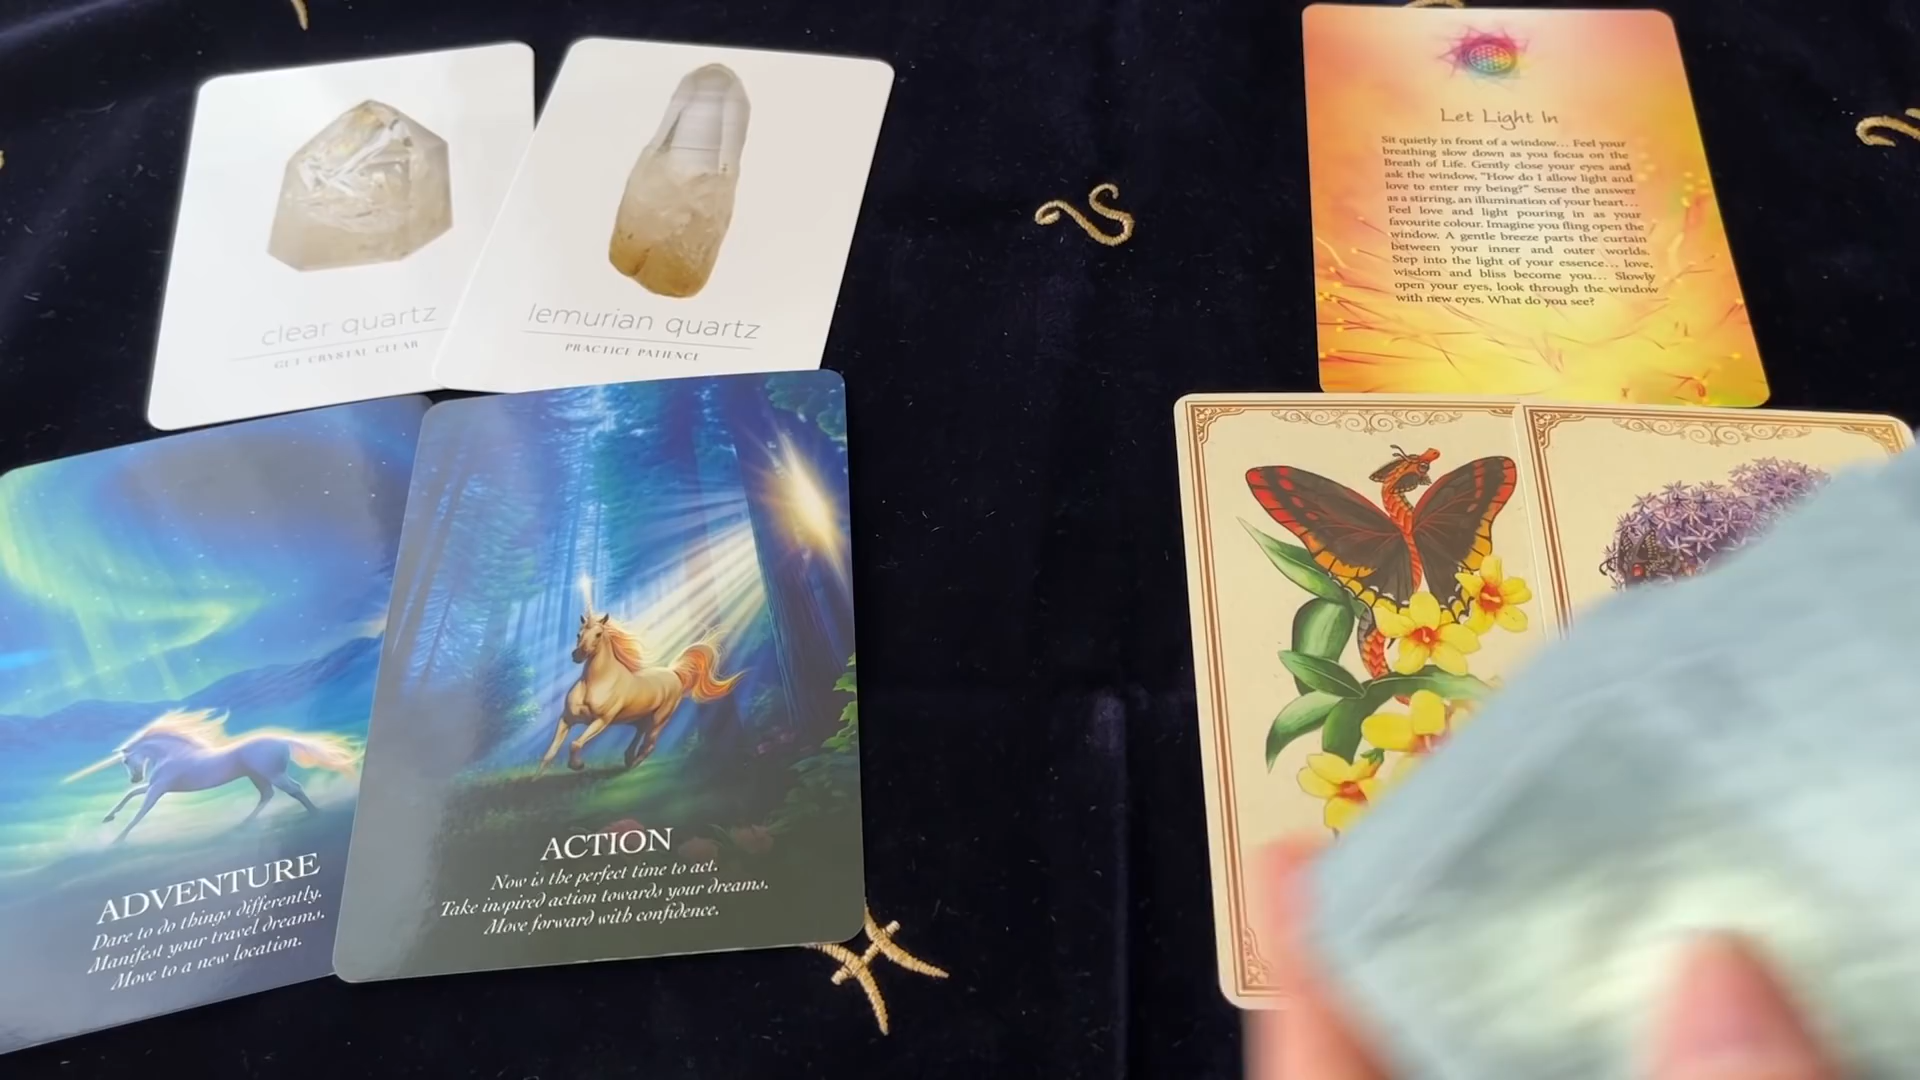 clear quartz
GET CRYSTAL CLEAR
lemurian quartz
PRACTICE PATIENCE
Let Light In
Sit quietly in front of a window... Feel your
breathing slow down as you focus on the
Breath of Life. Gently close your eyes and
ask the window, "How do I allow light and
love to enter my being?" Sense the answer
as a stirring, an illumination of your heart...
Feel love and light pouring in as your
favourite colour. Imagine you fling open the
window. A gentle breeze parts the curtain
between your inner and outer worlds.
Step into the light of your essence... love,
wisdom and bliss become you... Slowly
open your eyes, look through the window
with new eyes. What do you see?
ADVENTURE
Dare to do things differently.
Manifest your travel dreams.
Move to a new location.
ACTION
Now is the perfect time to act.
Take inspired action towards your dreams.
Move forward with confidence.